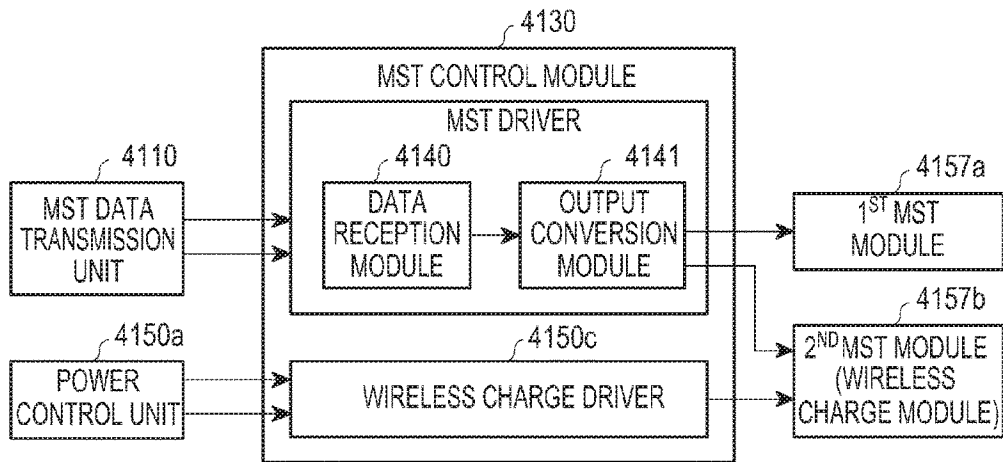 4130
MST CONTROL MODULE
MST DRIVER
4110
MST DATA
TRANSMISSION
UNIT
4140
DATA
RECEPTION
MODULE
4141
OUTPUT
CONVERSION
MODULE
4157a
1ST MST
MODULE
4157b
2ND MST MODULE
(WIRELESS
CHARGE MODULE)
4150a
POWER
CONTROL UNIT
4150c
WIRELESS CHARGE DRIVER